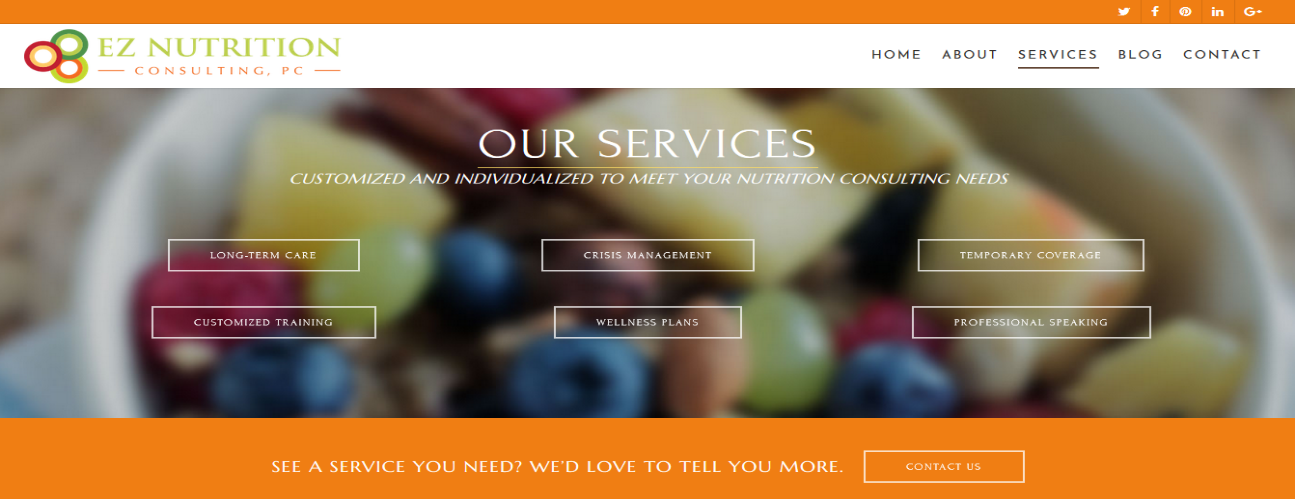 EZ NUTRITION
CONSULTING, PC
HOME ABOUT SERVICES BLOG CONTACT
OUR SERVICES
CUSTOMIZED AND INDIVIDUALIZED TO MEET YOUR NUTRITION CONSULTING NEEDS
LONG-TERM CARE CRISIS MANAGEMENT TEMPORARY COVERAGE
CUSTOMIZED TRAINING WELLNESS PLANS PROFESSIONAL SPEAKING
SEE A SERVICE YOU NEED? WE'D LOVE TO TELL YOU MORE. CONTACT US